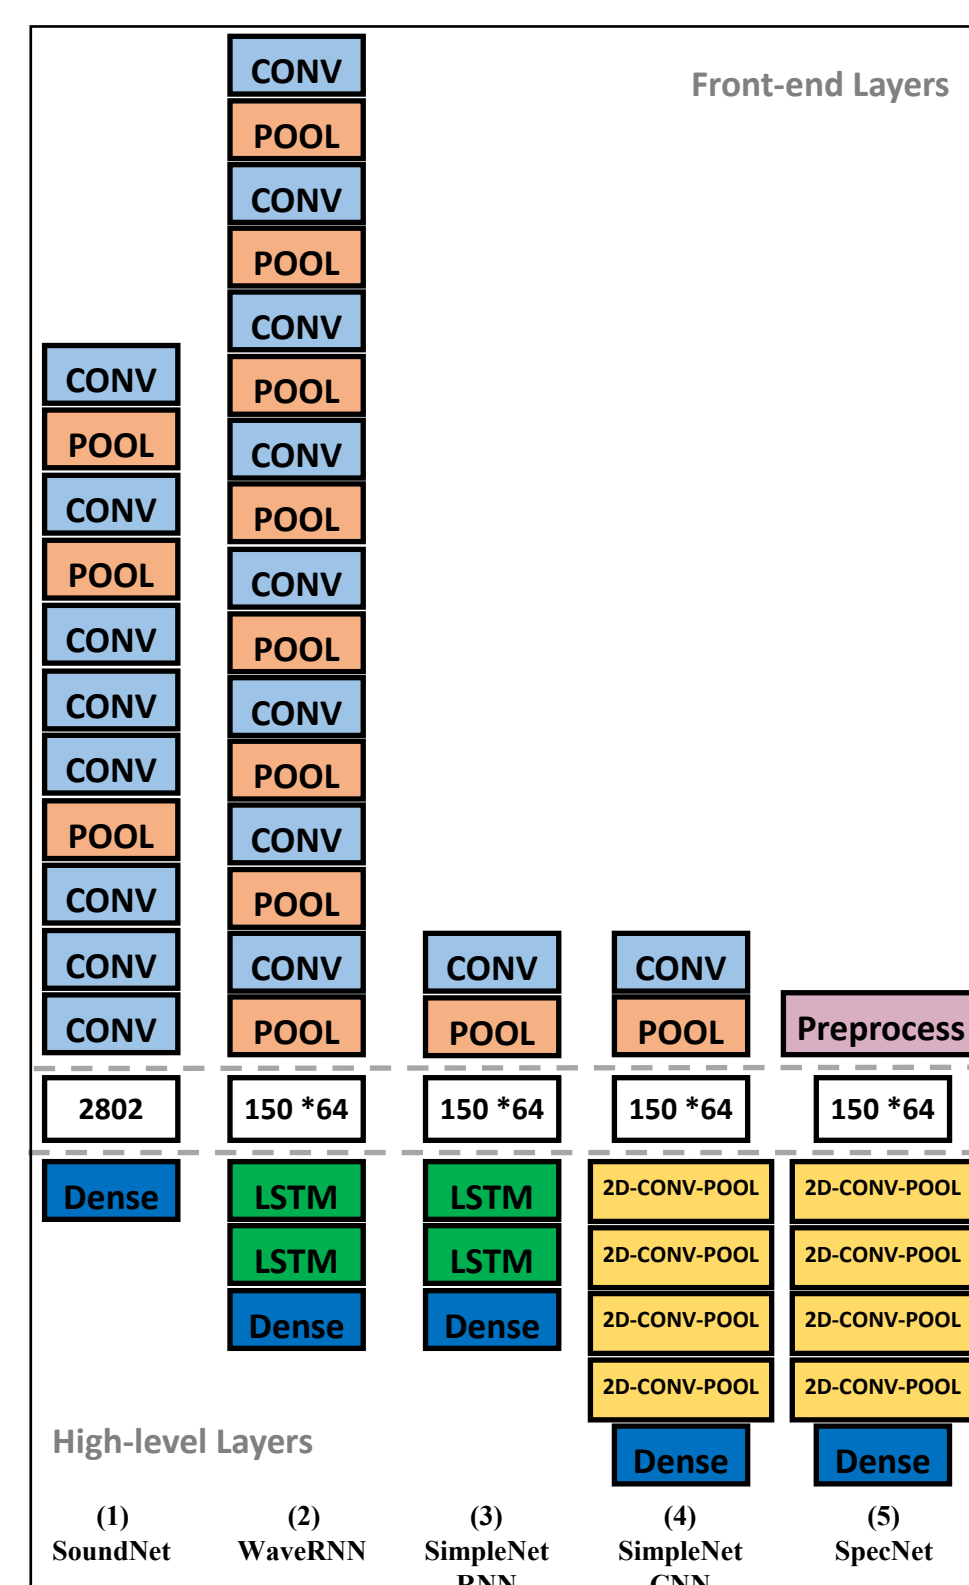 Front-end Layers
CONV
POOL
CONV
POOL
CONV
CONV
CONV
POOL
CONV
CONV
CONV
2802
Dense
(1)
SoundNet
CONV
POOL
CONV
POOL
CONV
POOL
CONV
POOL
CONV
POOL
CONV
POOL
CONV
POOL
CONV
POOL
150 *64
LSTM
LSTM
Dense
(2)
WaveRNN
CONV
POOL
150 *64
LSTM
LSTM
Dense
(3)
SimpleNet
RNN
CONV
POOL
150 *64
2D-CONV-POOL
2D-CONV-POOL
2D-CONV-POOL
2D-CONV-POOL
Dense
(4)
SimpleNet
CNN
Preprocess
150 *64
2D-CONV-POOL
2D-CONV-POOL
2D-CONV-POOL
2D-CONV-POOL
Dense
(5)
SpecNet
High-level Layers